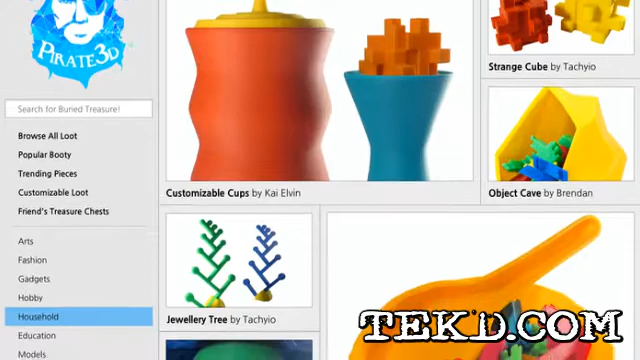 PIRATE3D
Search for Buried Treasure!
Browse All Loot
Popular Booty
Trending Pieces
Customizable Loot
Friend's Treasure Chests
Arts
Fashion
Gadgets
Hobby
Household
Education
Models
Customizable Cups by Kai Elvin
Strange Cube by Tachyio
Object Cave by Brendan
Jewellery Tree by Tachyio
TEKD.COM